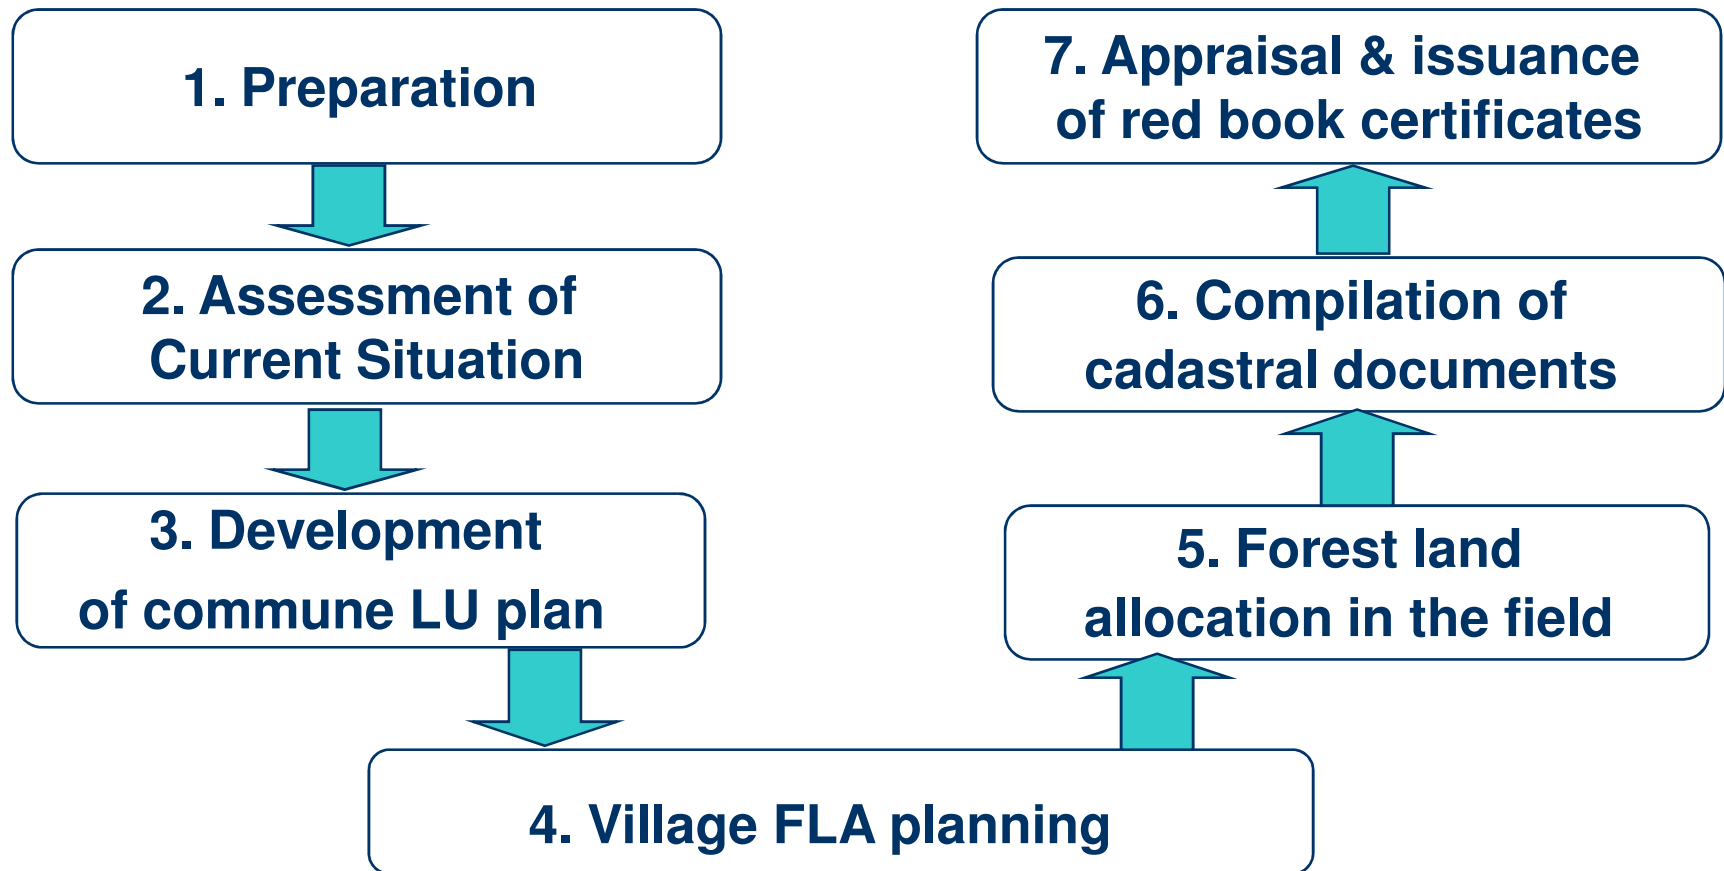 1. Preparation
2. Assessment of
Current Situation
3. Development
of commune LU plan
4. Village FLA planning
5. Forest land
allocation in the field
6. Compilation of
cadastral documents
7. Appraisal & issuance
of red book certificates